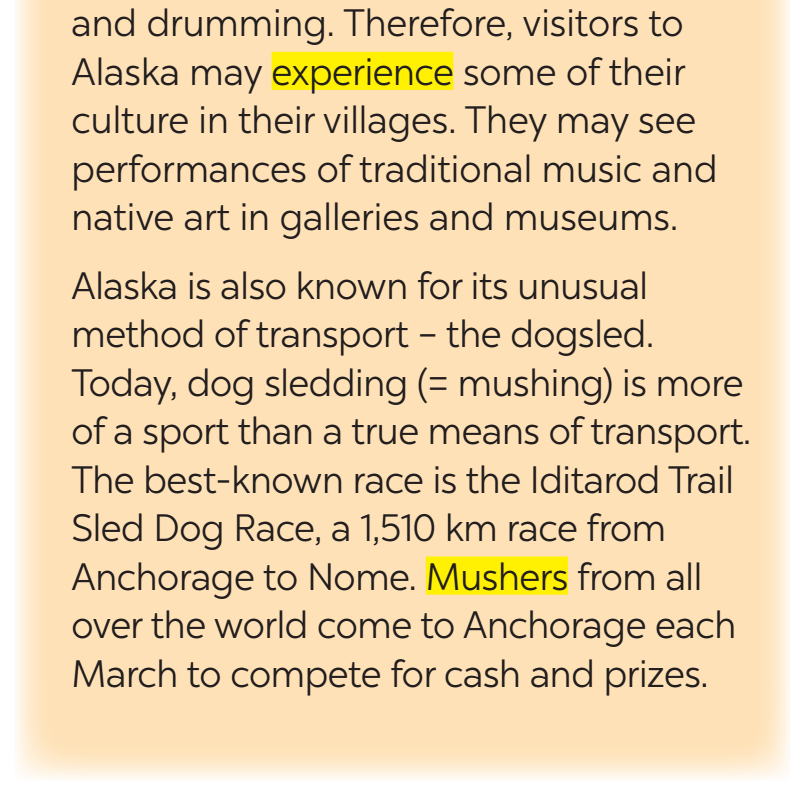 and drumming. Therefore, visitors to
Alaska may experience some of their
culture in their villages. They may see
performances of traditional music and
native art in galleries and museums.
Alaska is also known for its unusual
method of transport – the dogsled.
Today, dog sledding (= mushing) is more
of a sport than a true means of transport.
The best-known race is the Iditarod Trail
Sled Dog Race, a 1,510 km race from
Anchorage to Nome. Mushers from all
over the world come to Anchorage each
March to compete for cash and prizes.